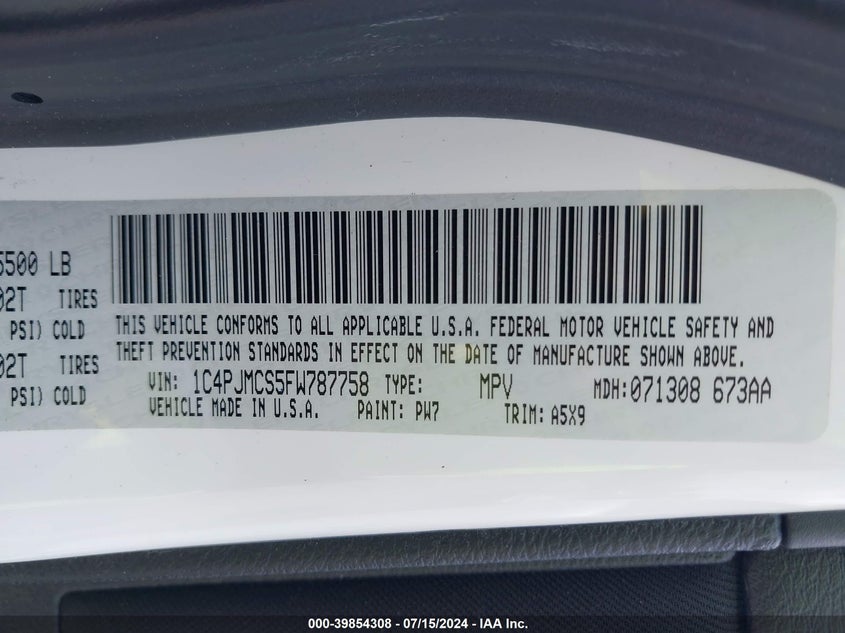 5500 LB
02T TIRES
PSI) COLD
02T TIRES
PSI) COLD
THIS VEHICLE CONFORMS TO ALL APPLICABLE U.S.A. FEDERAL MOTOR VEHICLE SAFETY AND
THEFT PREVENTION STANDARDS IN EFFECT ON THE DATE OF MANUFACTURE SHOWN ABOVE.
VIN: 1C4PJMCS5FW787758 TYPE: MPV MDH:071308 673AA
VEHICLE MADE IN U.S.A. PAINT: PW7 TRIM: A5X9
000-39854308 - 07/15/2024 - IAA Inc.